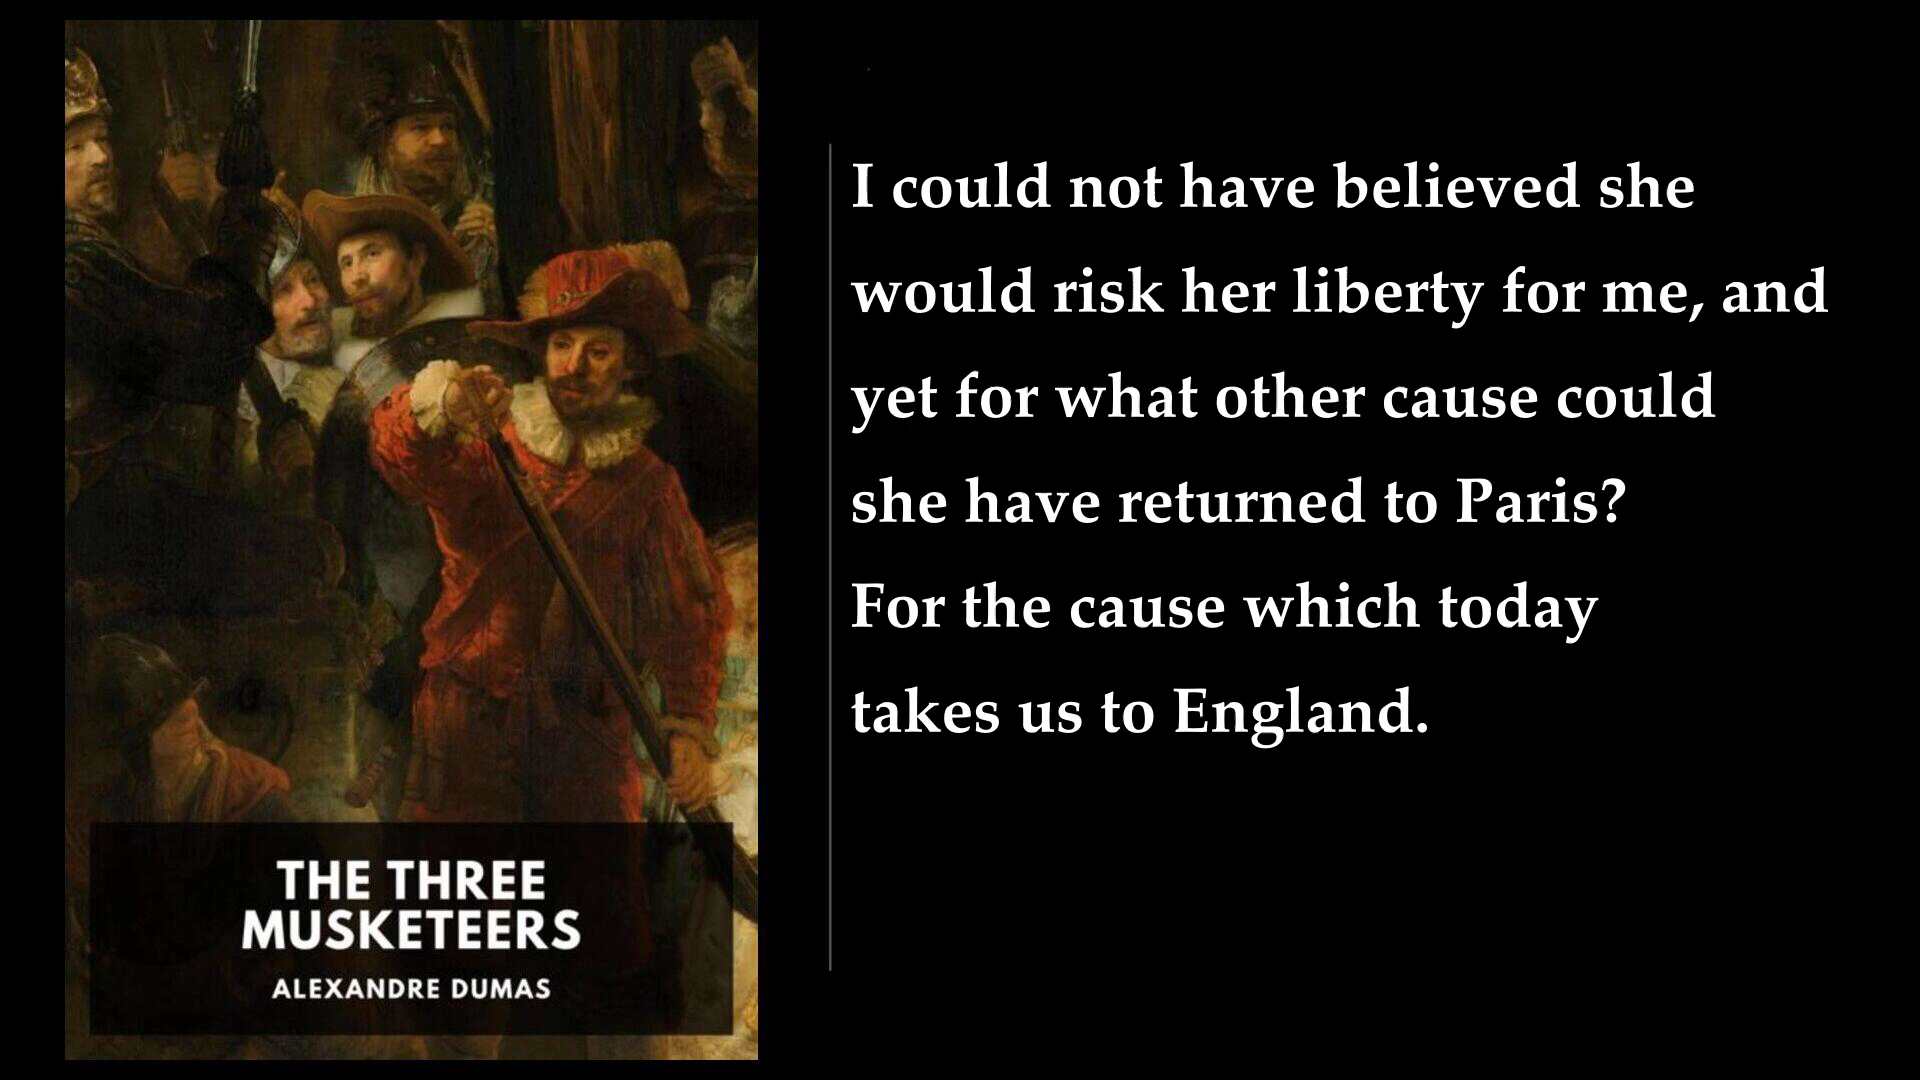 THE THREE
MUSKETEERS
ALEXANDRE DUMAS
I could not have believed she
would risk her liberty for me, and
yet for what other cause could
she have returned to Paris?
For the cause which today
takes us to England.